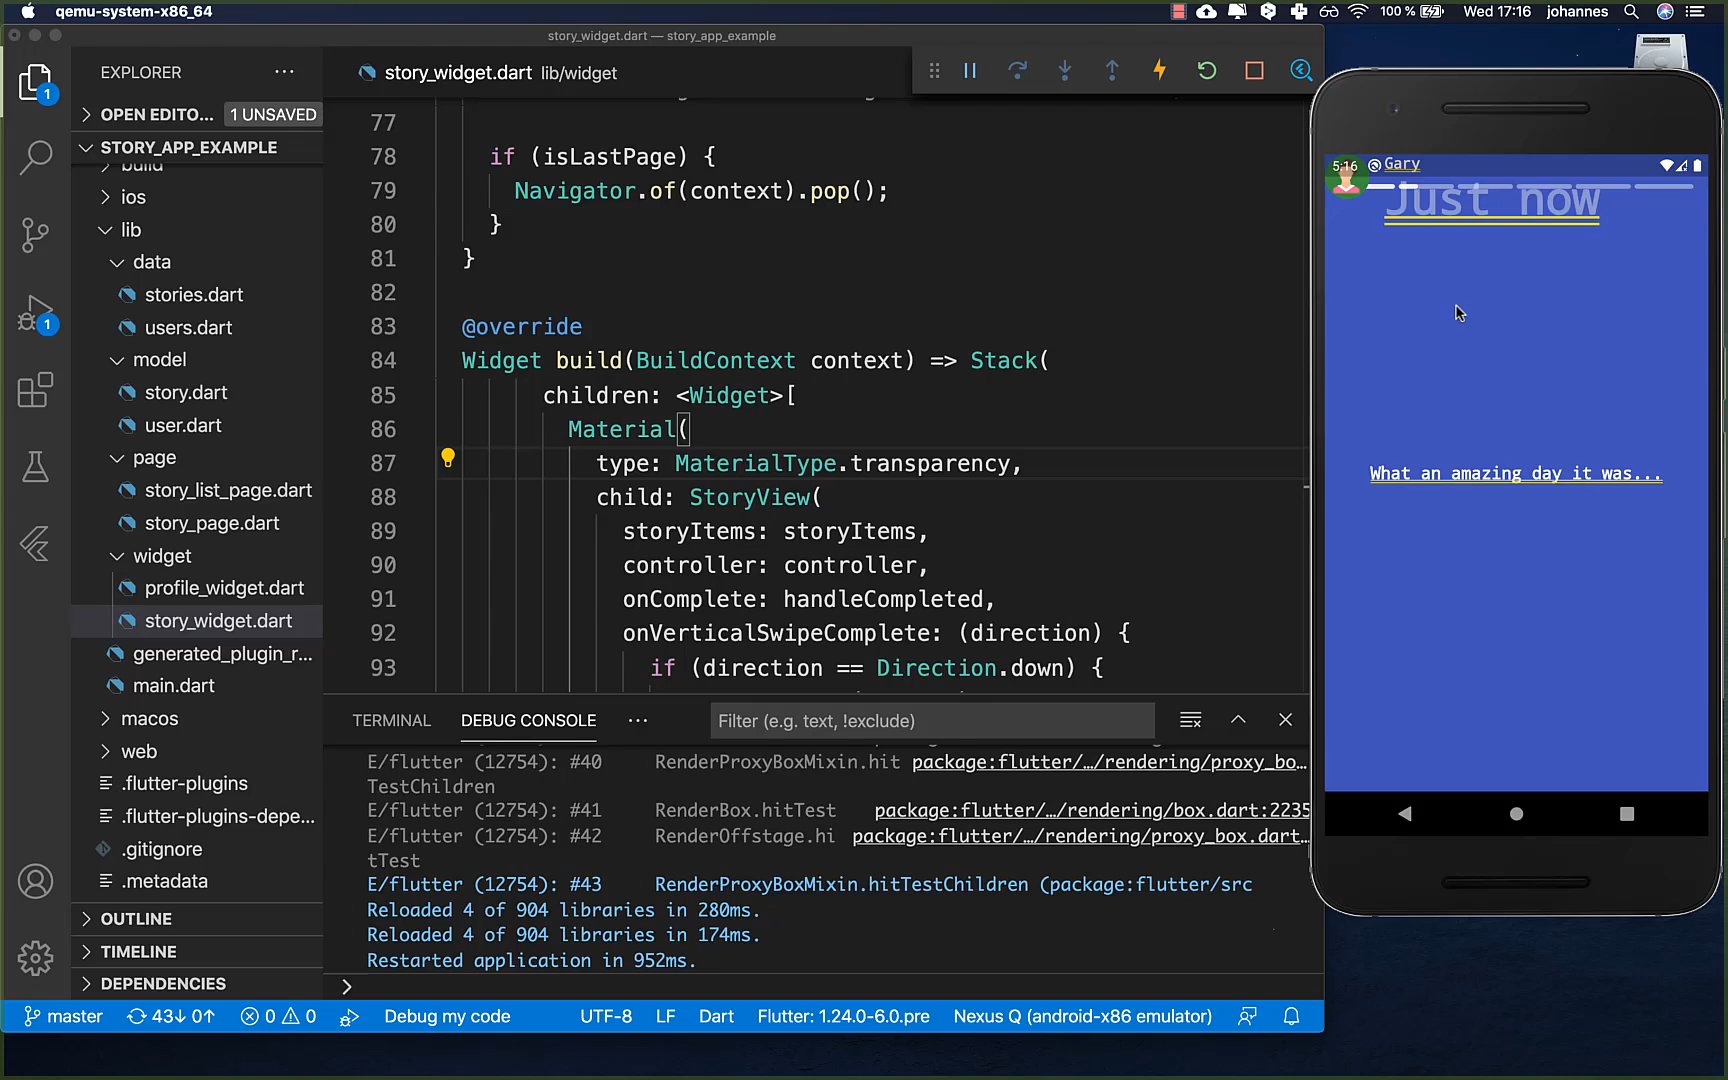 qemu-system-x86_64
100 %
Wed 17:16
johannes
story_widget.dart — story_app_example
EXPLORER
story_widget.dart lib/widget
1
OPEN EDITO...
1 UNSAVED
STORY_APP_EXAMPLE
build
ios
lib
data
stories.dart
users.dart
model
story.dart
user.dart
page
story_list_page.dart
story_page.dart
widget
profile_widget.dart
story_widget.dart
generated_plugin_r...
main.dart
macos
web
.flutter-plugins
.flutter-plugins-depe...
.gitignore
.metadata
OUTLINE
TIMELINE
DEPENDENCIES
1
77
78 if (isLastPage) {
79 Navigator.of(context).pop();
80 }
81 }
82
83 @override
84 Widget build(BuildContext context) => Stack(
85 children: <Widget>[
86 Material(
87 type: MaterialType.transparency,
88 child: StoryView(
89 storyItems: storyItems,
90 controller: controller,
91 onComplete: handleCompleted,
92 onVerticalSwipeComplete: (direction) {
93 if (direction == Direction.down) {
TERMINAL
DEBUG CONSOLE
Filter (e.g. text, !exclude)
E/flutter (12754): #40 RenderProxyBoxMixin.hit package:flutter/…/rendering/proxy_bo…
TestChildren
E/flutter (12754): #41 RenderBox.hitTest package:flutter/…/rendering/box.dart:2235
E/flutter (12754): #42 RenderOffstage.hi package:flutter/…/rendering/proxy_box.dart…
tTest
E/flutter (12754): #43 RenderProxyBoxMixin.hitTestChildren (package:flutter/src
Reloaded 4 of 904 libraries in 280ms.
Reloaded 4 of 904 libraries in 174ms.
Restarted application in 952ms.
master
43↓ 0↑
0
0
Debug my code
UTF-8
LF
Dart
Flutter: 1.24.0-6.0.pre
Nexus Q (android-x86 emulator)
5:16
Gary
Just now
What an amazing day it was...